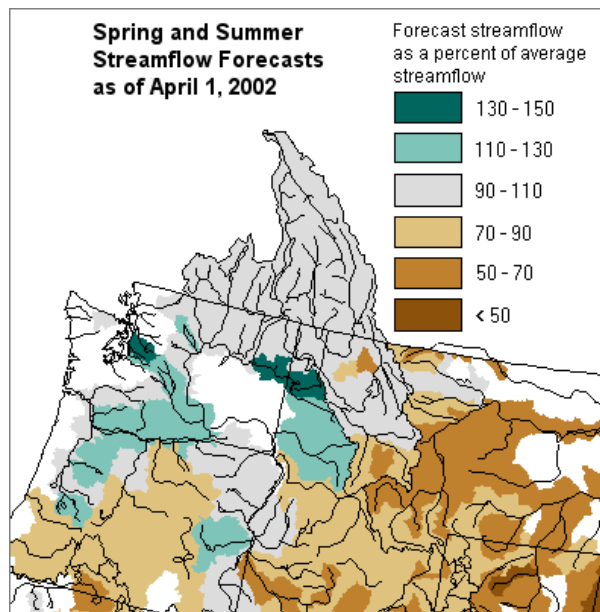 Spring and Summer
Streamflow Forecasts
as of April 1, 2002
Forecast streamflow
as a percent of average
streamflow
130 - 150
110 - 130
90 - 110
70 - 90
50 - 70
< 50